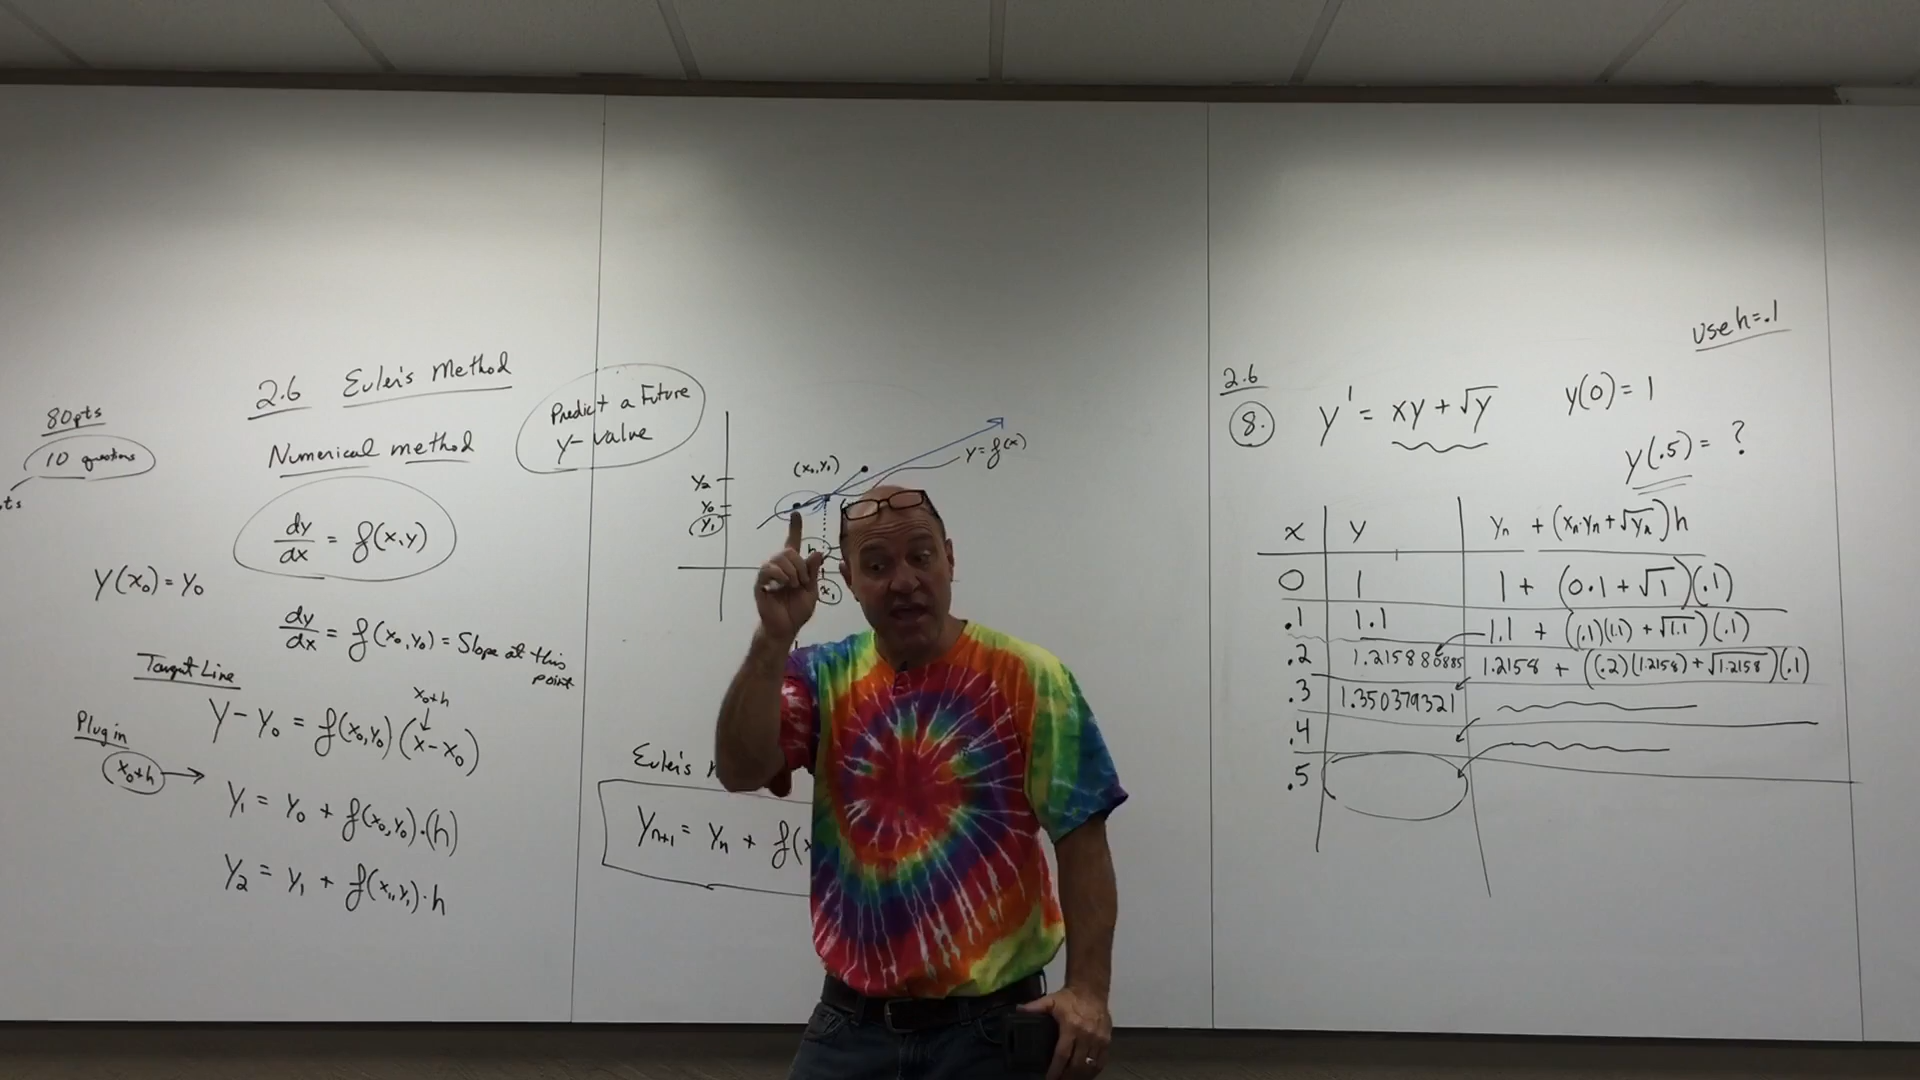 80pts
10 questions
ts
2.6 Euler's Method
Numerical method
dy/dx = f(x,y)
y(x₀) = y₀
dy/dx = f(x₀,y₀) = Slope at this point
Tangent Line
y - y₀ = f(x₀,y₀)(x - x₀)
x₀+h
Plug in
x₀+h →
y₁ = y₀ + f(x₀,y₀)·(h)
y₂ = y₁ + f(x₁,y₁)·h
Predict a Future
y-value
(x₀,y₀)
y = f(x)
y₂
y₀
y₁
h
x₁
Euler's
yₙ₊₁ = yₙ + f(x
Use h=.1
2.6
8. y' = xy + √y y(0) = 1
y(.5) = ?
x y yₙ + (xₙ·yₙ + √yₙ)h
0 1 1 + (0.1 + √1)(.1)
.1 1.1 1.1 + ((.1)(1.1) + √1.1)(.1)
.2 1.215880885 1.2158 + ((.2)(1.2158) + √1.2158)(.1)
.3 1.350379321
.4
.5